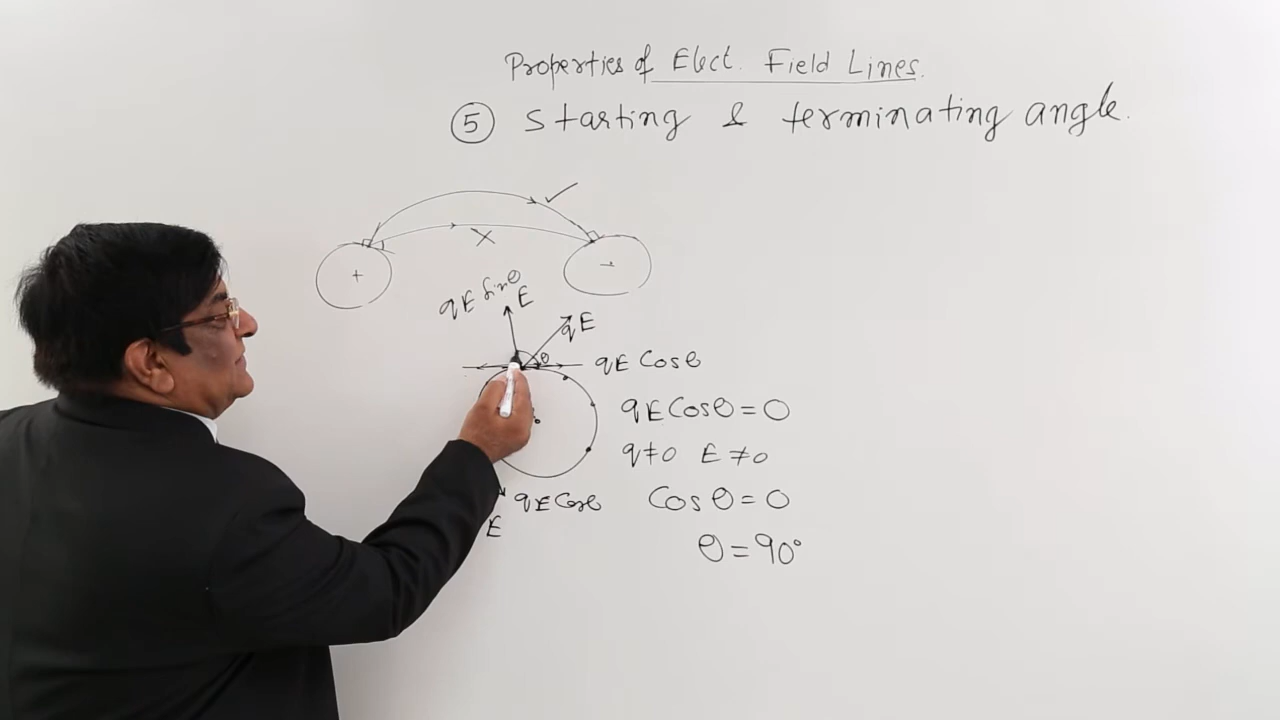 Properties of Elect. Field Lines.
5 Starting & terminating angle.
+
-
qE Sinθ
E
qE
θ
qE Cosθ
qE Cosθ = 0
q≠0 E≠0
qE Cosθ
Cosθ = 0
E
θ = 90°